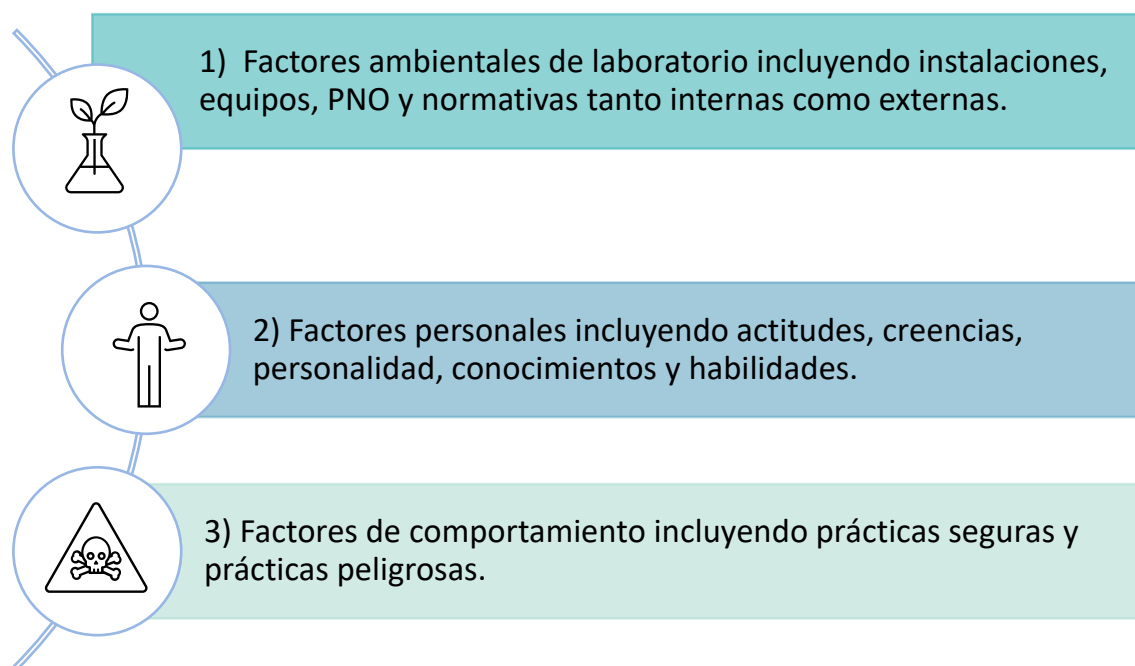 1) Factores ambientales de laboratorio incluyendo instalaciones,
equipos, PNO y normativas tanto internas como externas.
2) Factores personales incluyendo actitudes, creencias,
personalidad, conocimientos y habilidades.
3) Factores de comportamiento incluyendo prácticas seguras y
prácticas peligrosas.